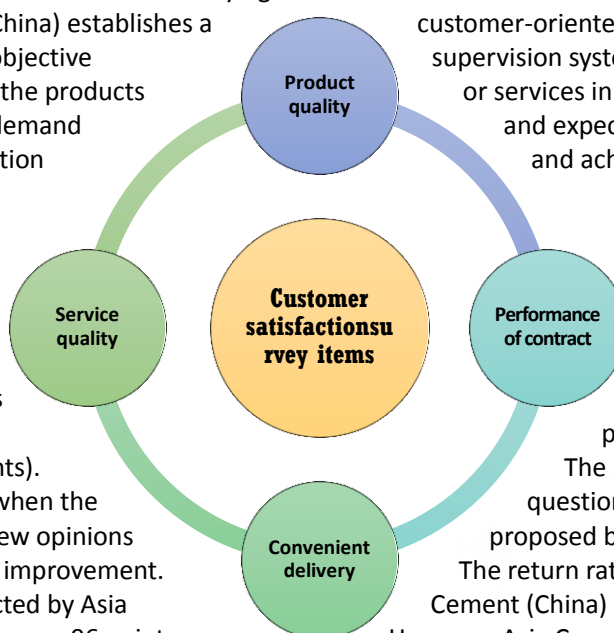 China) establishes a
customer-oriente
objective
supervision syste
the products
or services in
demand
and expec
tion
and ach
Product
quality
Service
quality
Customer
satisfactionsu
rvey items
Performance
of contract
s
p
nts).
The
when the
question
ew opinions
proposed b
improvement.
The return rat
cted by Asia
Cement (China)
Convenient
delivery